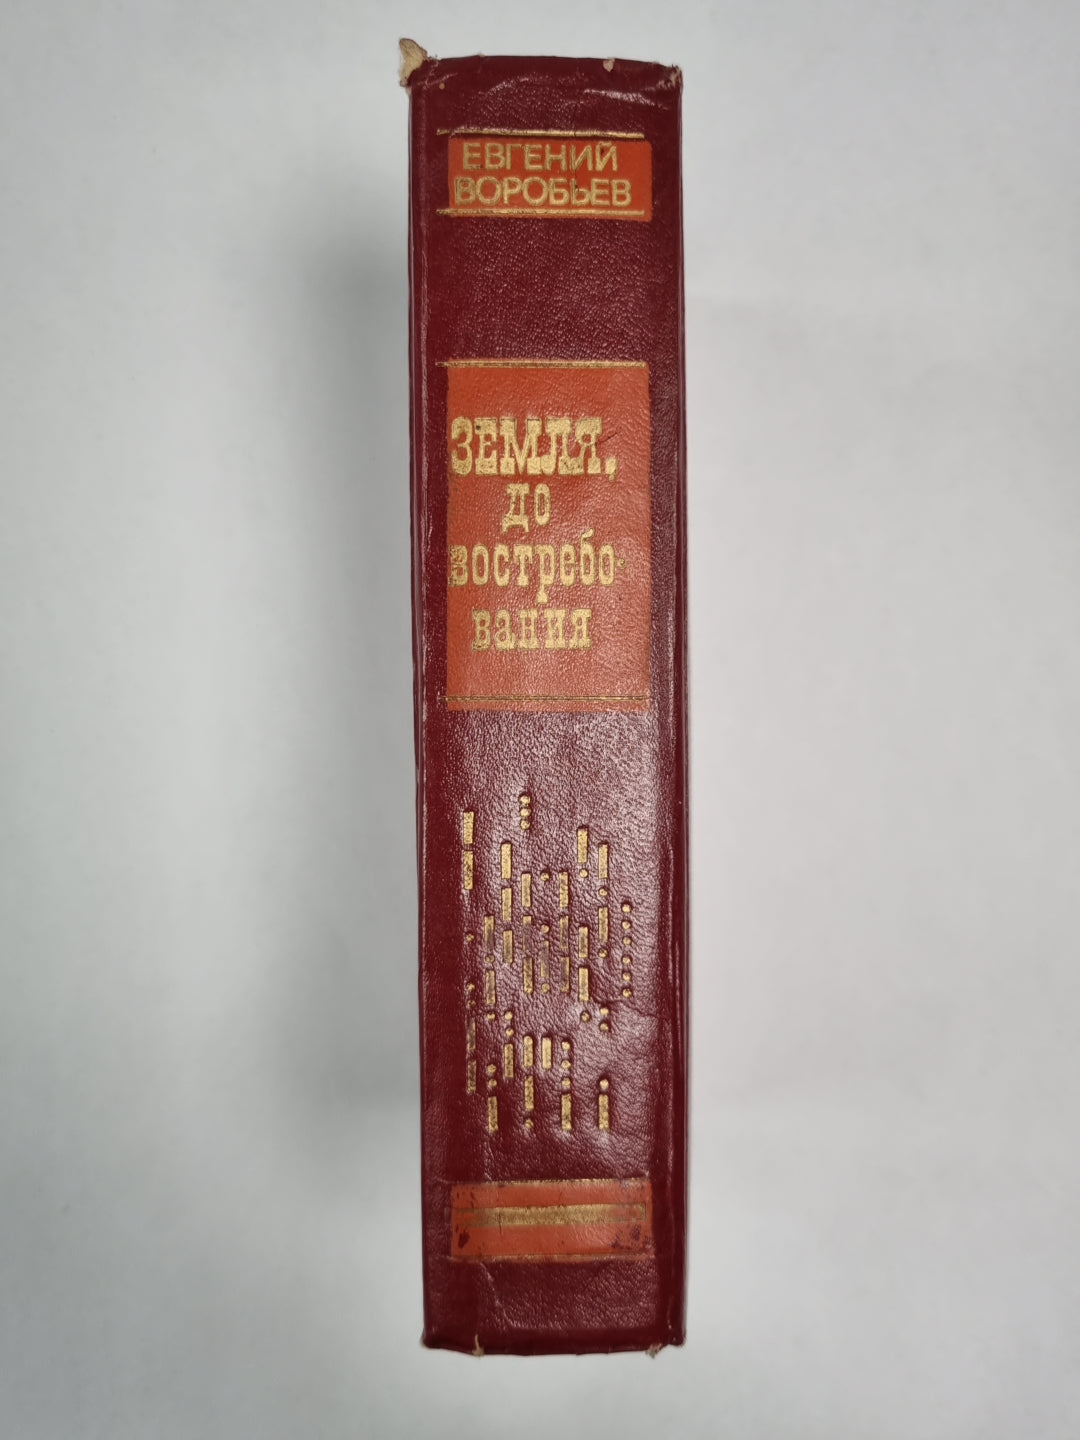 ЕВГЕНИЙ
ВОРОБЬЕВ
ЗЕМЛЯ,
до
востребо-
вания